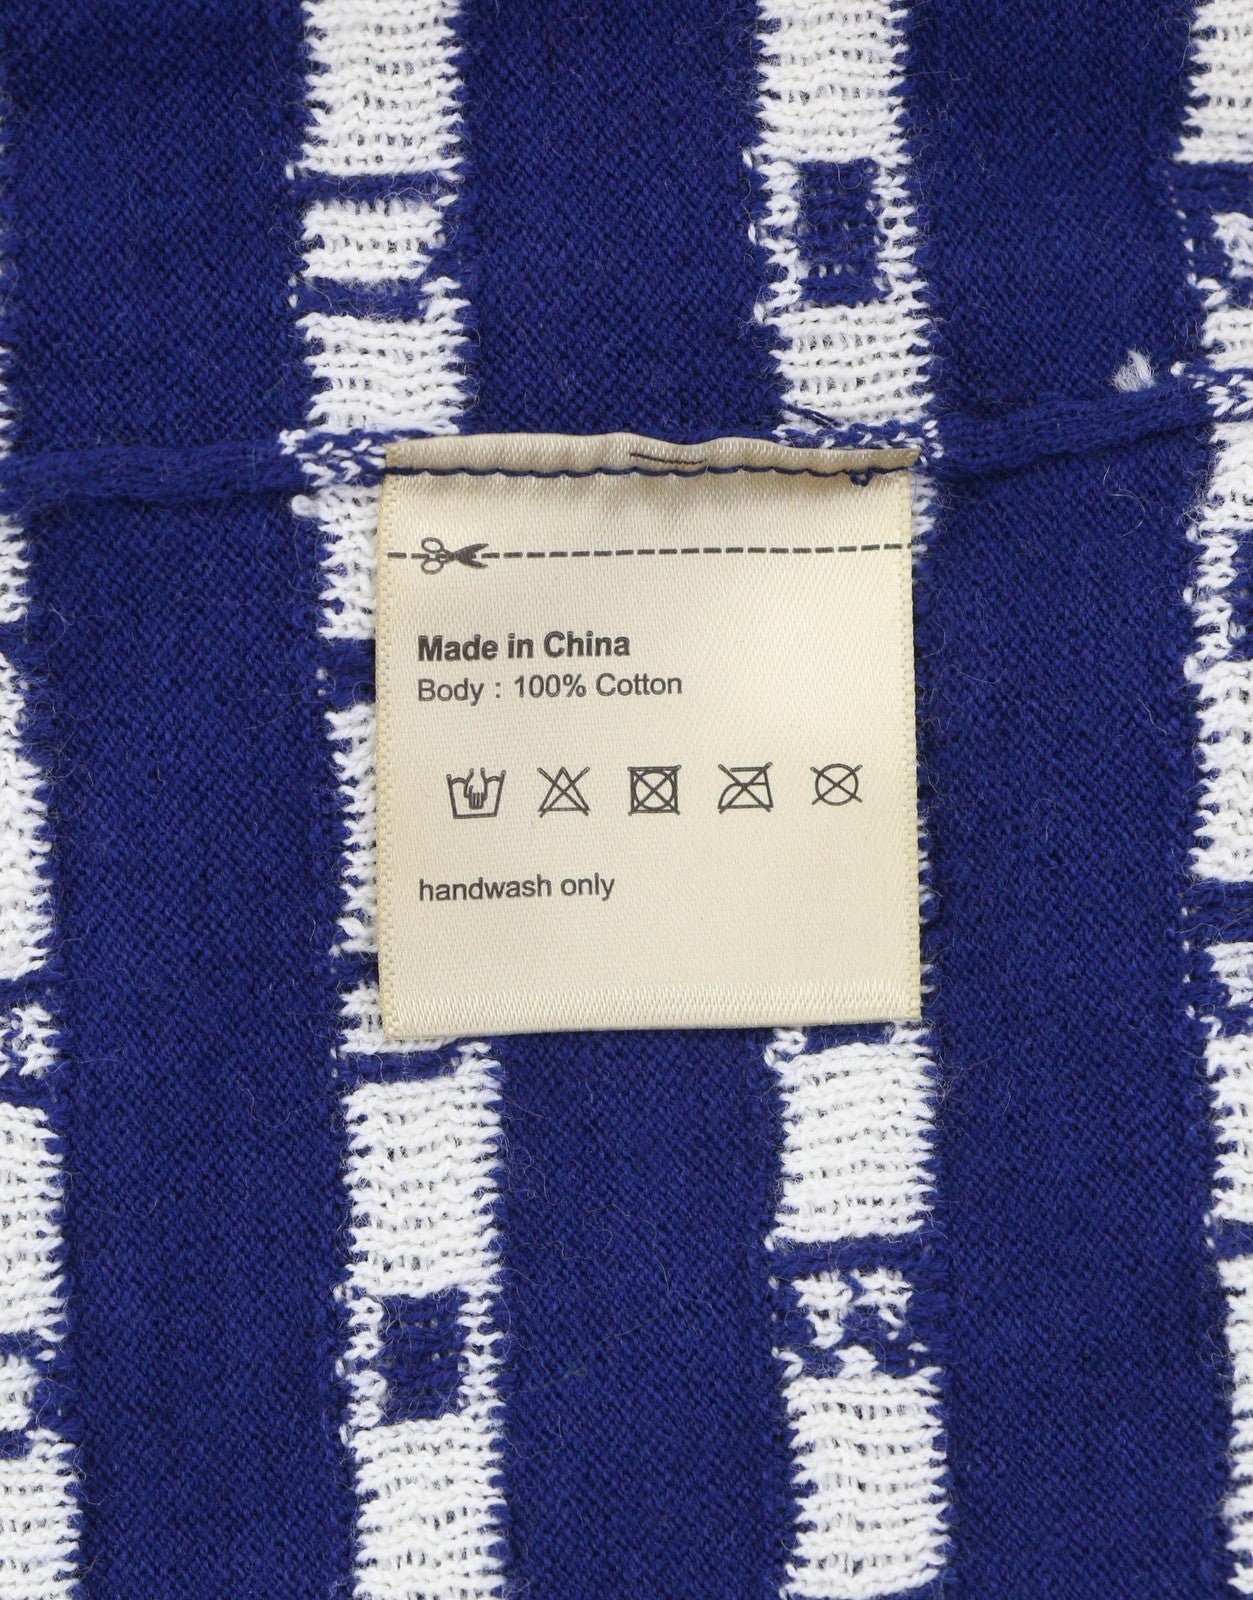 Made in China
Body : 100% Cotton
handwash only